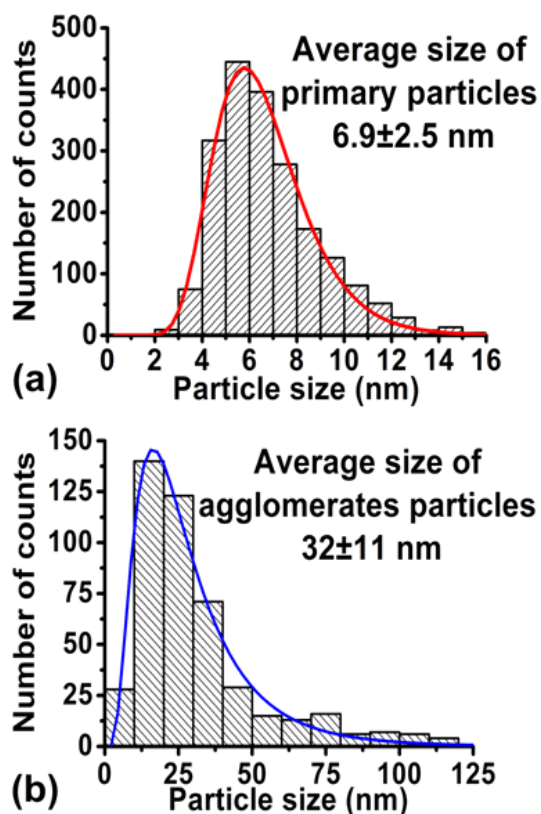 500
400
300
200
100
0
Number of counts
Average size of
primary particles
6.9±2.5 nm
0 2 4 6 8 10 12 14 16
(a) Particle size (nm)
150
125
100
75
50
25
0
Number of counts
Average size of
agglomerates particles
32±11 nm
0 25 50 75 100 125
(b) Particle size (nm)